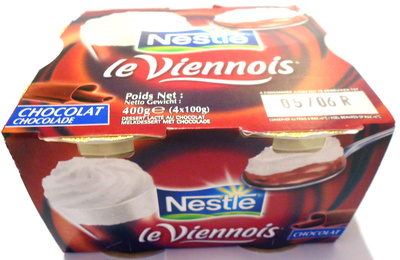 Nestlé
le Viennois
Poids Net :
Netto Gewicht :
400g℮ (4x100g)
DESSERT LACTÉ AU CHOCOLAT
MELKDESSERT MET CHOCOLADE
CHOCOLAT
CHOCOLADE
05/06 R
Nestlé
le Viennois
CHOCOLAT